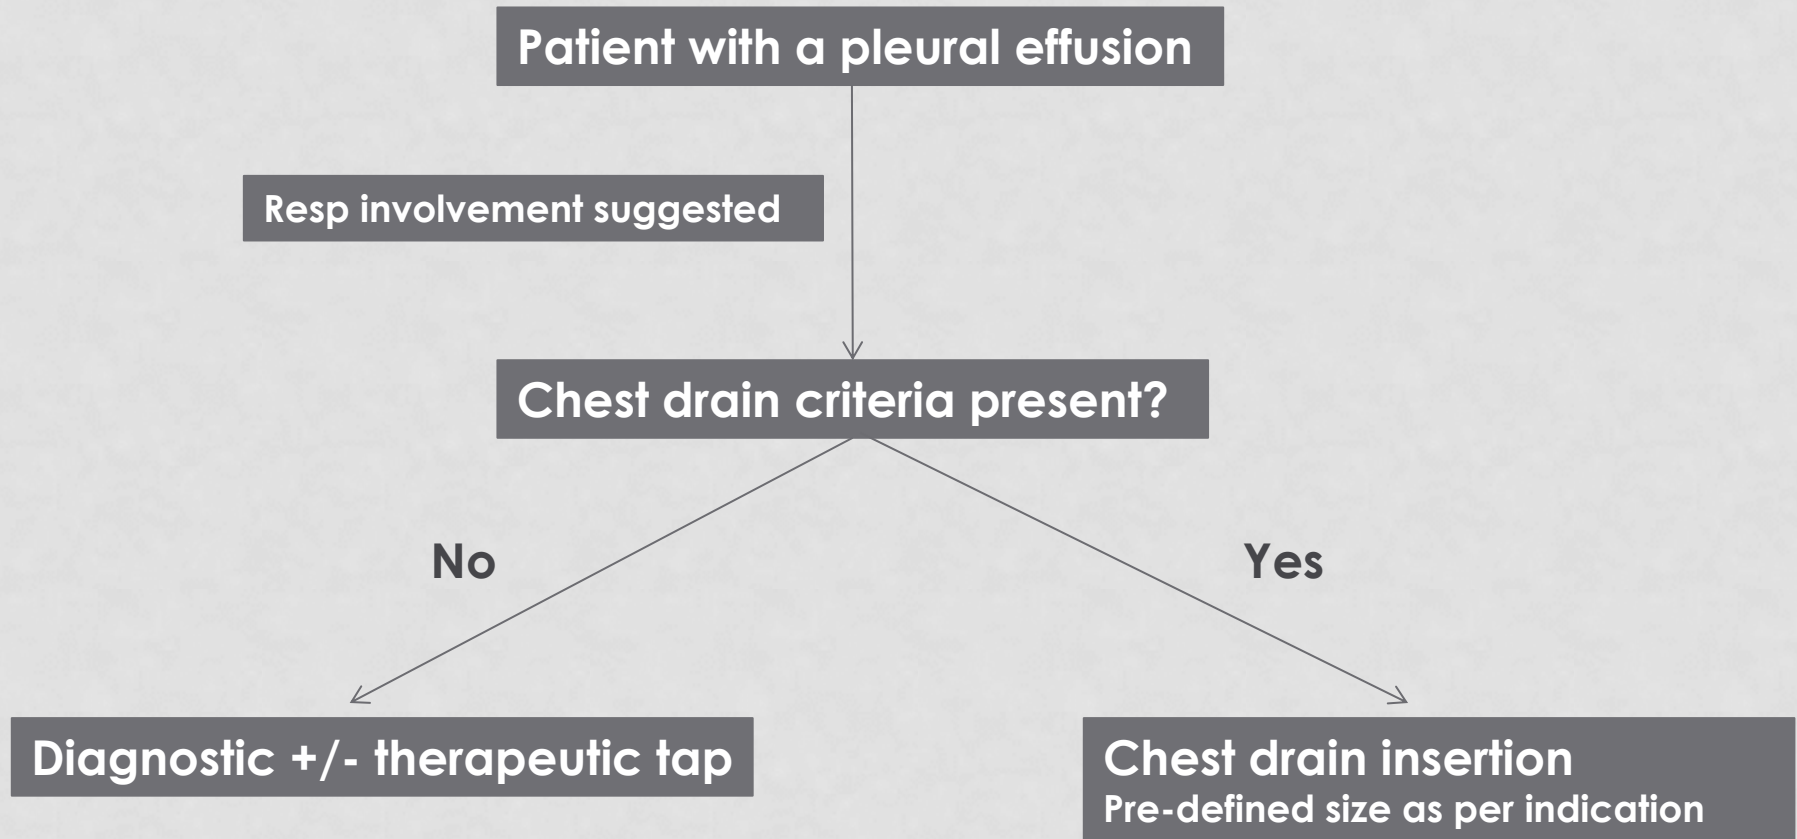 Patient with a pleural effusion
Resp involvement suggested
Chest drain criteria present?
No
Yes
Diagnostic +/- therapeutic tap
Chest drain insertion
Pre-defined size as per indication